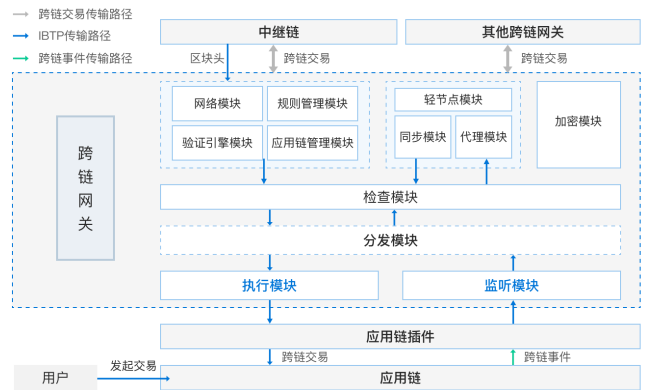 跨链交易传输路径
IBTP传输路径
跨链事件传输路径
中继链
其他跨链网关
区块头
跨链交易
跨链交易
跨链网关
网络模块
规则管理模块
验证引擎模块
应用链管理模块
轻节点模块
同步模块
代理模块
加密模块
检查模块
分发模块
执行模块
监听模块
应用链插件
跨链交易
跨链事件
用户
发起交易
应用链